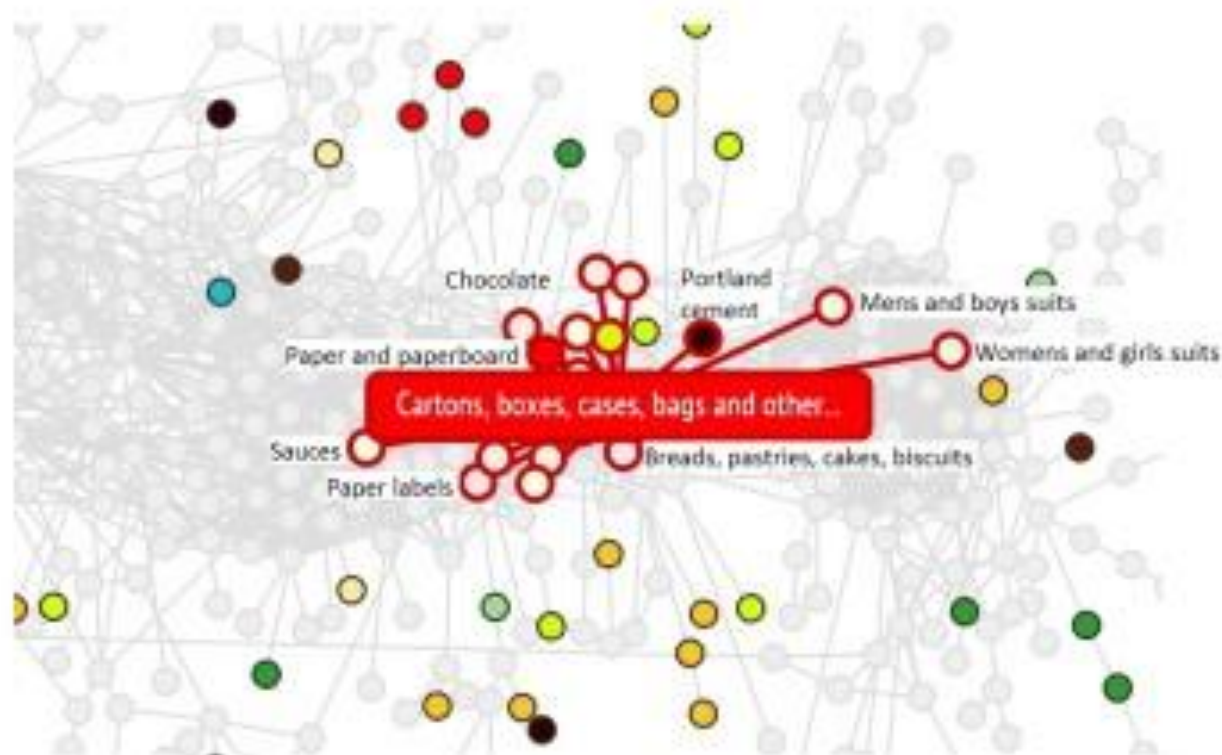 Chocolate
Portland
cement
Mens and boys suits
Paper and paperboard
Womens and girls suits
Cartons, boxes, cases, bags and other...
Sauces
Breads, pastries, cakes, biscuits
Paper labels